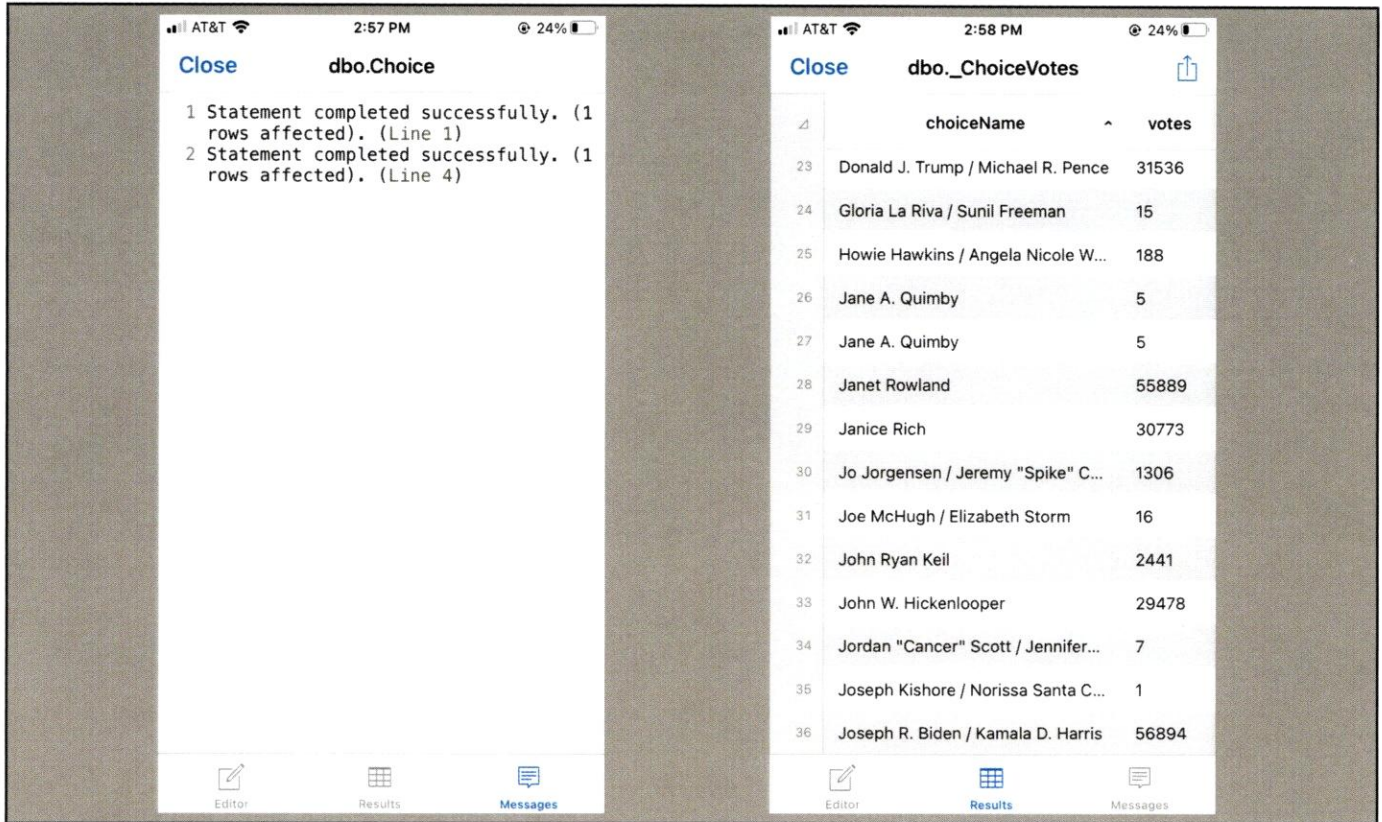 AT&T 2:57 PM 24%
Close dbo.Choice
1 Statement completed successfully. (1
rows affected). (Line 1)
2 Statement completed successfully. (1
rows affected). (Line 4)
Editor Results Messages
AT&T 2:58 PM 24%
Close dbo._ChoiceVotes
choiceName votes
23 Donald J. Trump / Michael R. Pence 31536
24 Gloria La Riva / Sunil Freeman 15
25 Howie Hawkins / Angela Nicole W... 188
26 Jane A. Quimby 5
27 Jane A. Quimby 5
28 Janet Rowland 55889
29 Janice Rich 30773
30 Jo Jorgensen / Jeremy "Spike" C... 1306
31 Joe McHugh / Elizabeth Storm 16
32 John Ryan Keil 2441
33 John W. Hickenlooper 29478
34 Jordan "Cancer" Scott / Jennifer... 7
35 Joseph Kishore / Norissa Santa C... 1
36 Joseph R. Biden / Kamala D. Harris 56894
Editor Results Messages